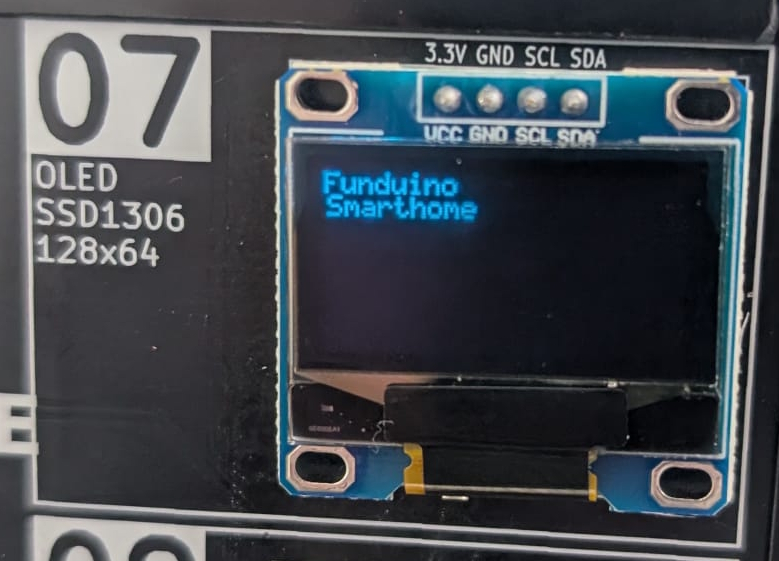 07
OLED
SSD1306
128x64
3.3V GND SCL SDA
VCC GND SCL SDA
Funduino
Smarthome
E